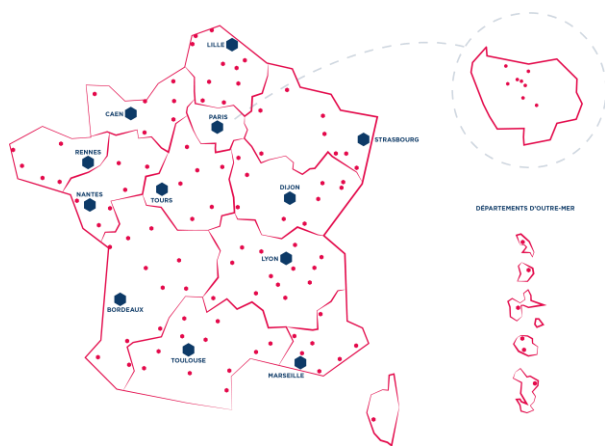 LILLE
CAEN
PARIS
STRASBOURG
RENNES
NANTES
TOURS
DIJON
DÉPARTEMENTS D'OUTRE-MER
LYON
BORDEAUX
TOULOUSE
MARSEILLE